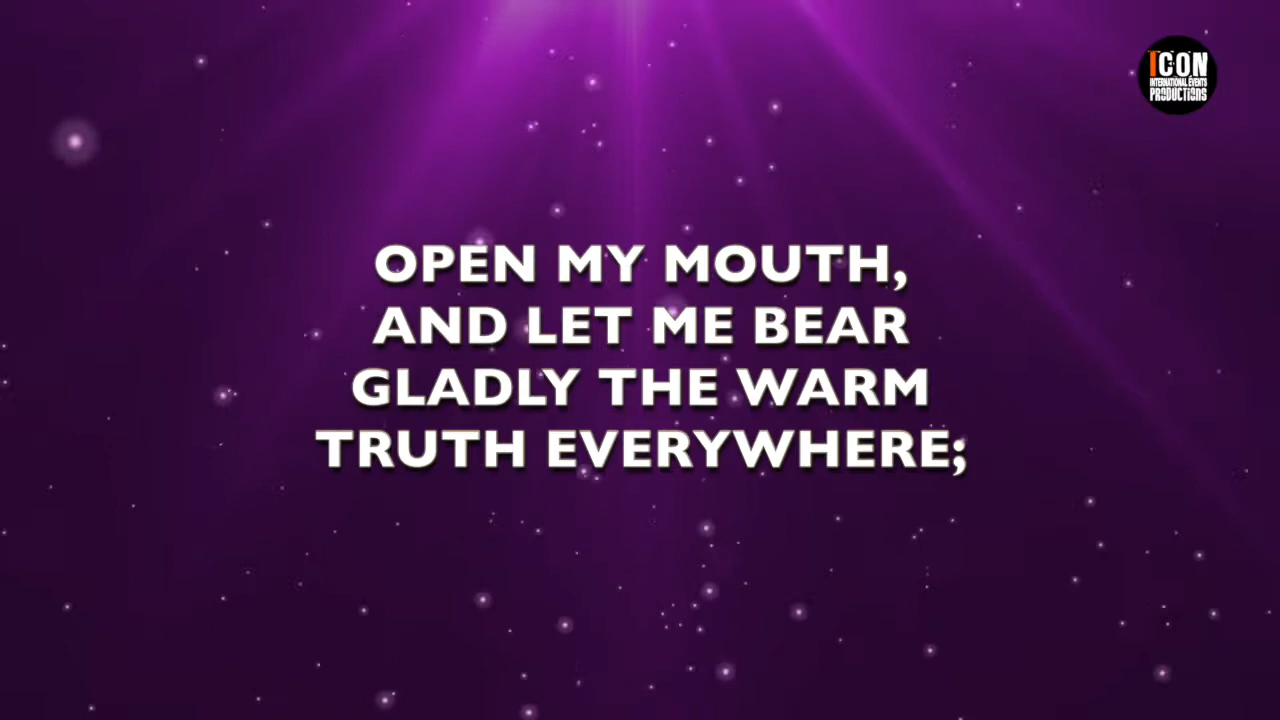 ICON
INTERNATIONAL EVENTS
PRODUCTIONS
OPEN MY MOUTH,
AND LET ME BEAR
GLADLY THE WARM
TRUTH EVERYWHERE;